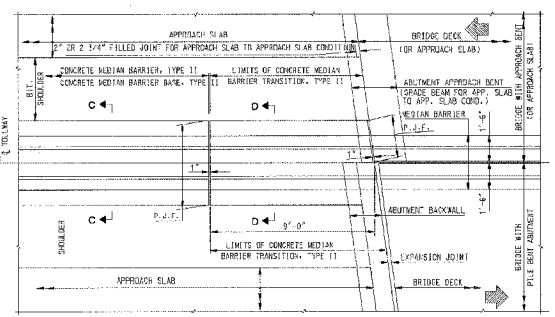 APPROACH SLAB
BRIDGE DECK
(OR APPROACH SLAB)
2" OR 2 3/4" FILLED JOINT FOR APPROACH SLAB TO APPROACH SLAB CONDITION
BIT. SHOULDER
CONCRETE MEDIAN BARRIER, TYPE II
CONCRETE MEDIAN BARRIER BASE, TYPE II
LIMITS OF CONCRETE MEDIAN
BARRIER TRANSITION, TYPE II
ABUTMENT APPROACH BENT
(GRADE BEAM FOR APP. SLAB
TO APP. SLAB COND.)
BRIDGE WITH APPROACH BENT
(OR APPROACH SLAB)
C
D
MEDIAN BARRIER
P.J.F.
1'-6"
1"
1"
℄ TOLLWAY
P.J.F.
C
D
9'-0"
1'-6"
SHOULDER
ABUTMENT BACKWALL
LIMITS OF CONCRETE MEDIAN
BARRIER TRANSITION, TYPE II
EXPANSION JOINT
BRIDGE WITH
PILE BENT ABUTMENT
APPROACH SLAB
BRIDGE DECK